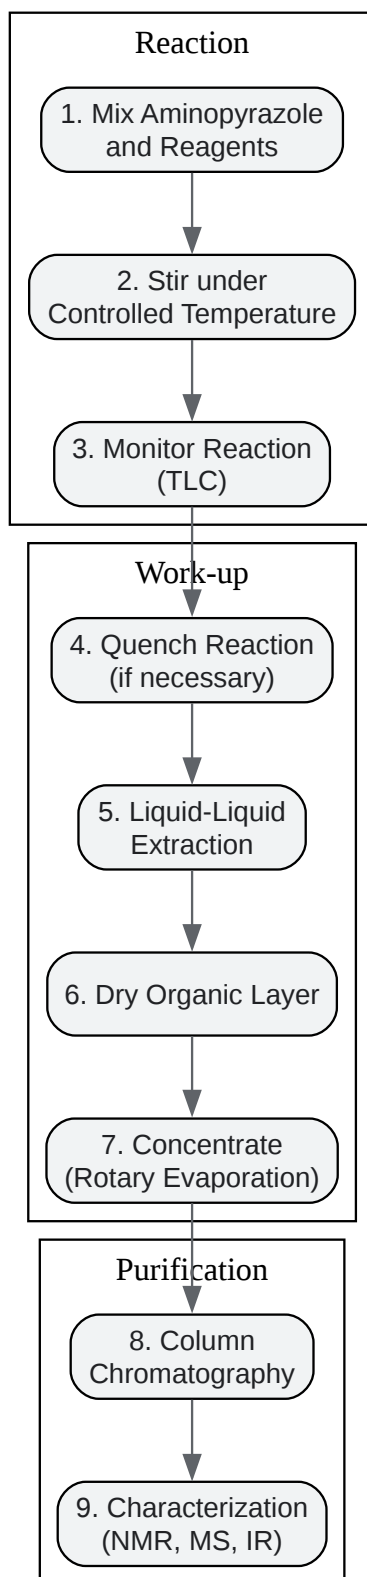 Reaction
1. Mix Aminopyrazole
and Reagents
2. Stir under
Controlled Temperature
3. Monitor Reaction
(TLC)
Work-up
4. Quench Reaction
(if necessary)
5. Liquid-Liquid
Extraction
6. Dry Organic Layer
7. Concentrate
(Rotary Evaporation)
Purification
8. Column
Chromatography
9. Characterization
(NMR, MS, IR)